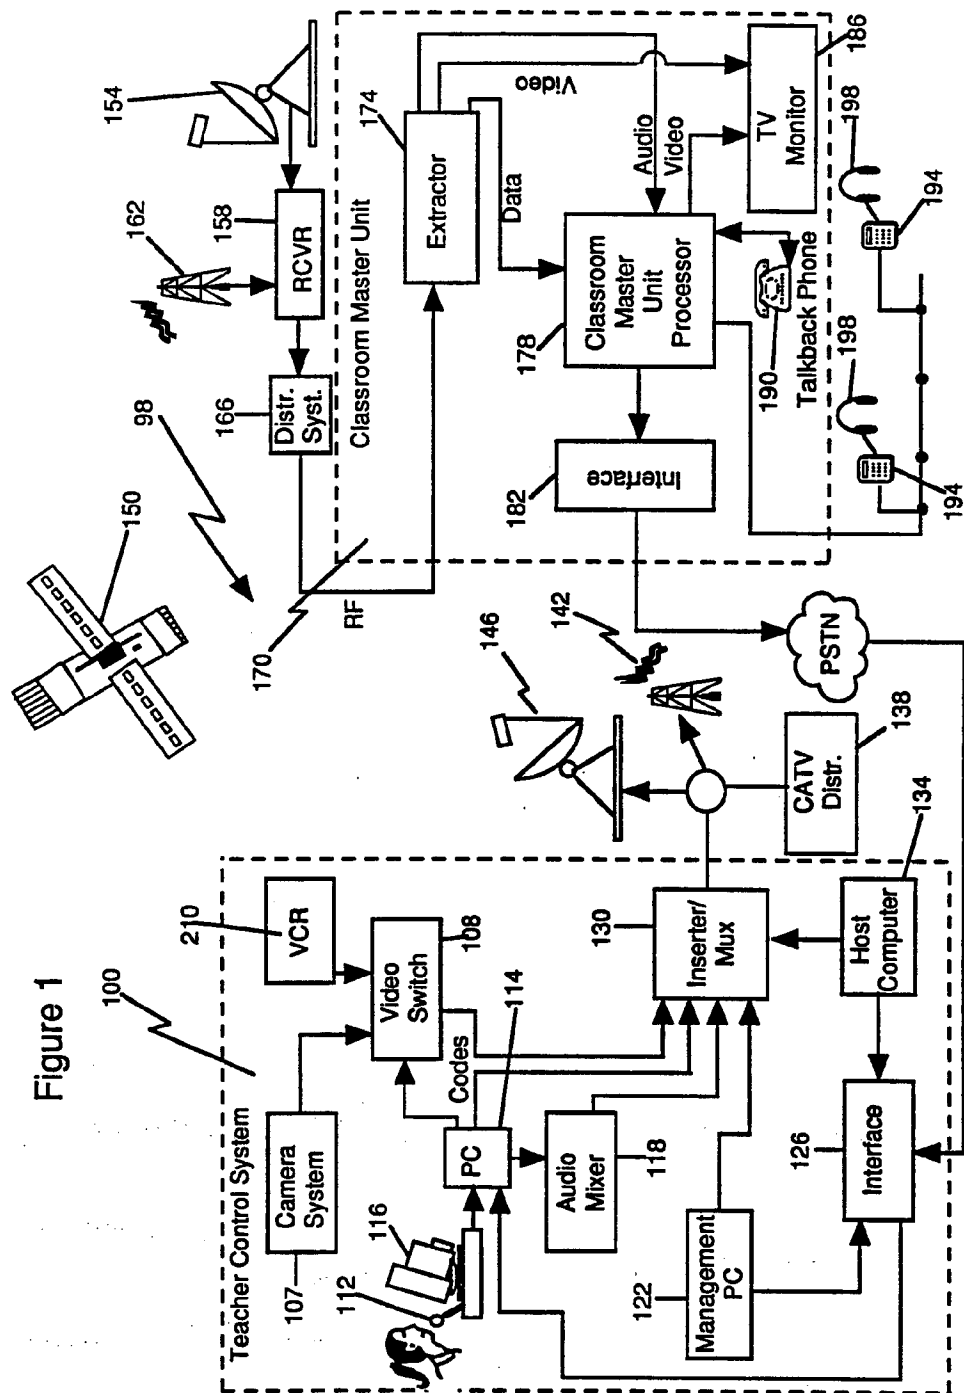 Figure 1
100
Teacher Control System
Camera
System
107
VCR
210
Video
Switch
108
Codes
PC
114
116
112
Audio
Mixer
118
Management
PC
122
Interface
126
Inserter/
Mux
130
Host
Computer
134
CATV
Distr.
138
142
146
PSTN
150
98
170
RF
154
RCVR
158
162
Distr.
Syst.
166
Classroom Master Unit
Extractor
174
Data
Video
Audio
Video
Classroom
Master
Unit
Processor
178
Interface
182
TV
Monitor
186
190
Talkback Phone
198
194
198
194